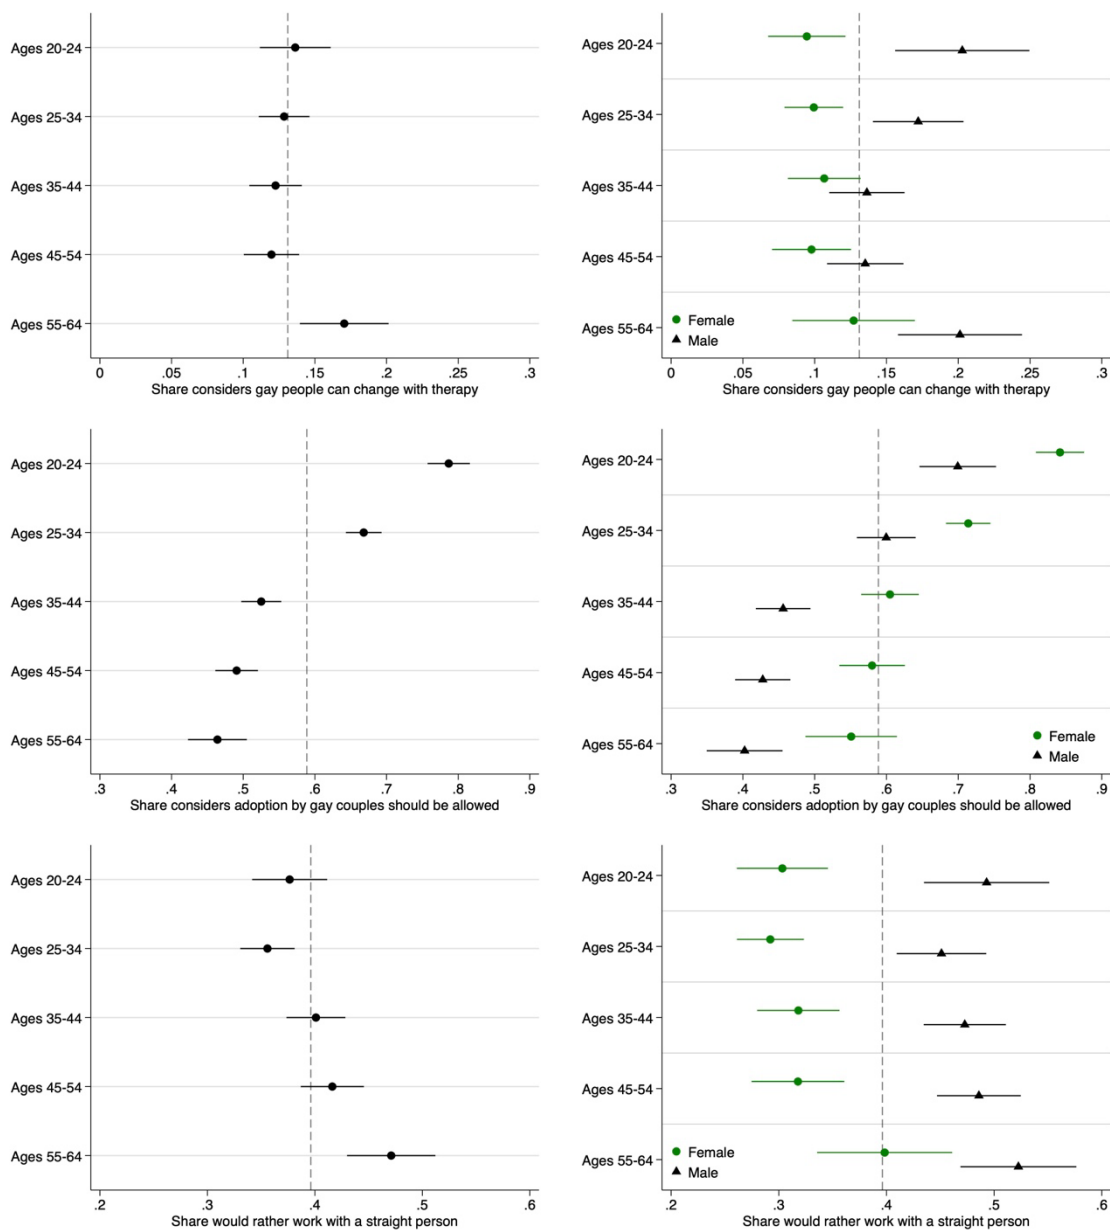 Ages 20-24
Ages 25-34
Ages 35-44
Ages 45-54
Ages 55-64
0 .05 .1 .15 .2 .25 .3
Share considers gay people can change with therapy
Ages 20-24
Ages 25-34
Ages 35-44
Ages 45-54
Ages 55-64
Female
Male
0 .05 .1 .15 .2 .25 .3
Share considers gay people can change with therapy
Ages 20-24
Ages 25-34
Ages 35-44
Ages 45-54
Ages 55-64
.3 .4 .5 .6 .7 .8 .9
Share considers adoption by gay couples should be allowed
Ages 20-24
Ages 25-34
Ages 35-44
Ages 45-54
Ages 55-64
Female
Male
.3 .4 .5 .6 .7 .8 .9
Share considers adoption by gay couples should be allowed
Ages 20-24
Ages 25-34
Ages 35-44
Ages 45-54
Ages 55-64
.2 .3 .4 .5 .6
Share would rather work with a straight person
Ages 20-24
Ages 25-34
Ages 35-44
Ages 45-54
Ages 55-64
Female
Male
.2 .3 .4 .5 .6
Share would rather work with a straight person